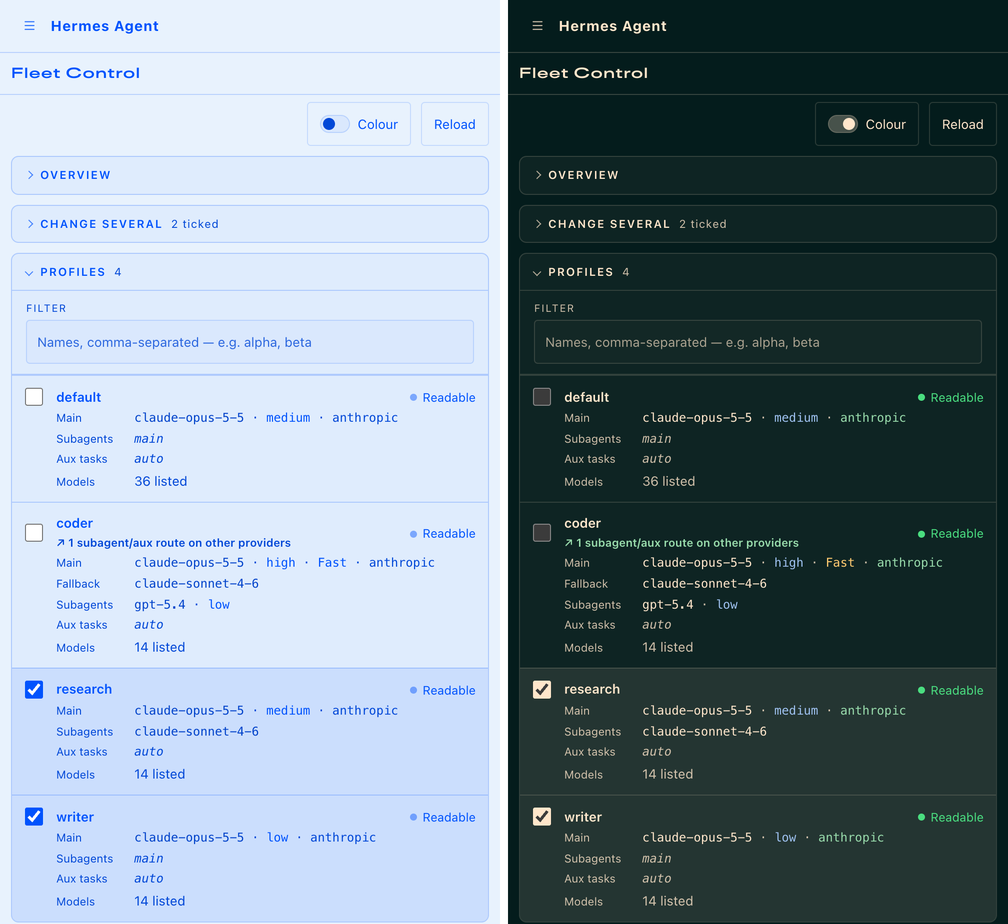 ☰ Hermes Agent
Fleet Control
Colour Reload
OVERVIEW
CHANGE SEVERAL 2 ticked
PROFILES 4
FILTER
Names, comma-separated — e.g. alpha, beta
default Readable
Main claude-opus-5-5 · medium · anthropic
Subagents main
Aux tasks auto
Models 36 listed
coder
↗ 1 subagent/aux route on other providers Readable
Main claude-opus-5-5 · high · Fast · anthropic
Fallback claude-sonnet-4-6
Subagents gpt-5.4 · low
Aux tasks auto
Models 14 listed
research Readable
Main claude-opus-5-5 · medium · anthropic
Subagents claude-sonnet-4-6
Aux tasks auto
Models 14 listed
writer Readable
Main claude-opus-5-5 · low · anthropic
Subagents main
Aux tasks auto
Models 14 listed
☰ Hermes Agent
Fleet Control
Colour Reload
OVERVIEW
CHANGE SEVERAL 2 ticked
PROFILES 4
FILTER
Names, comma-separated — e.g. alpha, beta
default Readable
Main claude-opus-5-5 · medium · anthropic
Subagents main
Aux tasks auto
Models 36 listed
coder
↗ 1 subagent/aux route on other providers Readable
Main claude-opus-5-5 · high · Fast · anthropic
Fallback claude-sonnet-4-6
Subagents gpt-5.4 · low
Aux tasks auto
Models 14 listed
research Readable
Main claude-opus-5-5 · medium · anthropic
Subagents claude-sonnet-4-6
Aux tasks auto
Models 14 listed
writer Readable
Main claude-opus-5-5 · low · anthropic
Subagents main
Aux tasks auto
Models 14 listed